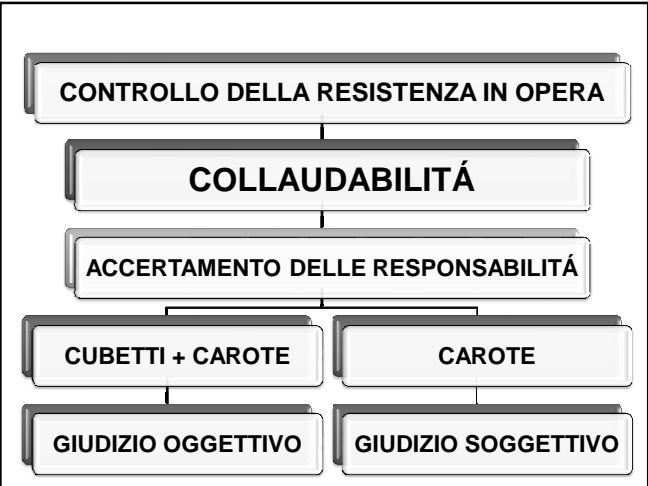 CONTROLLO DELLA RESISTENZA IN OPERA
COLLAUDABILITÁ
ACCERTAMENTO DELLE RESPONSABILITÁ
CUBETTI + CAROTE
CAROTE
GIUDIZIO OGGETTIVO
GIUDIZIO SOGGETTIVO